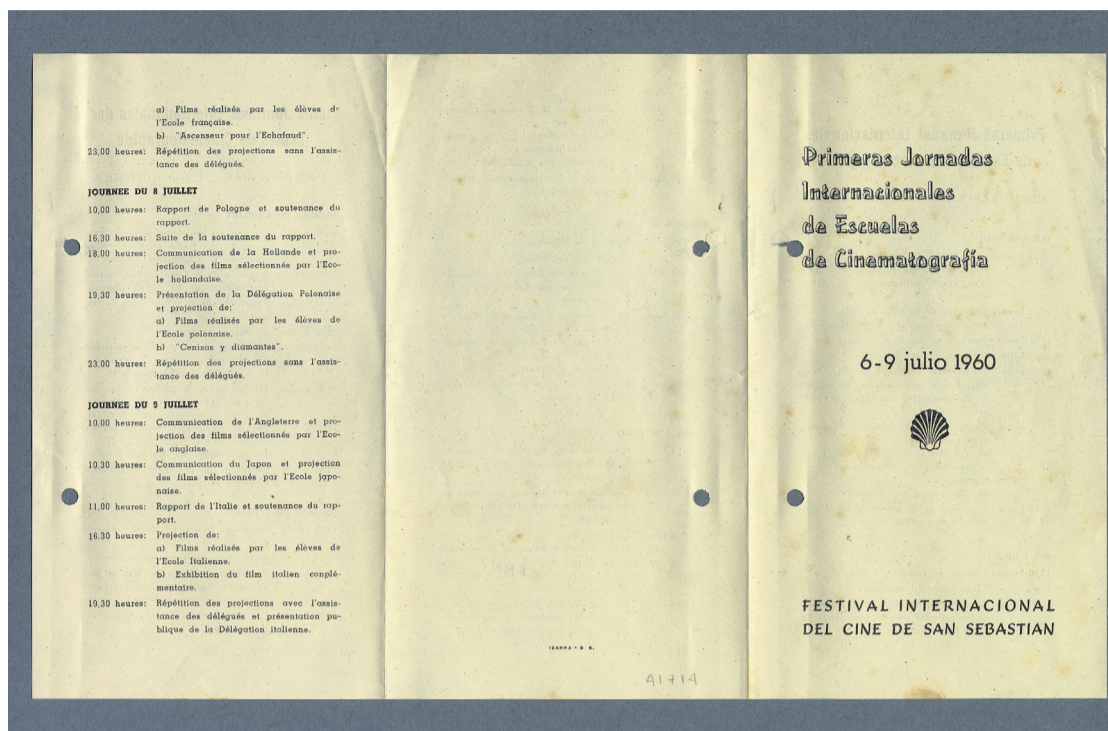 a) Films réalisés par les élèves de
l'Ecole française.
b) "Ascenseur pour l'Echafaud".
23,00 heures: Répétition des projections sans l'assis-
tance des délégués.
JOURNEE DU 8 JUILLET
10,00 heures: Rapport de Pologne et soutenance du
rapport.
16,30 heures: Suite de la soutenance du rapport.
18,00 heures: Communication de la Hollande et pro-
jection des films sélectionnés par l'Eco-
le hollandaise.
19,30 heures: Présentation de la Délégation Polonaise
et projection de:
a) Films réalisés par les élèves de
l'Ecole polonaise.
b) "Cenizas y diamantes".
23,00 heures: Répétition des projections sans l'assis-
tance des délégués.
JOURNEE DU 9 JUILLET
10,00 heures: Communication de l'Angleterre et pro-
jection des films sélectionnés par l'Eco-
le anglaise.
10,30 heures: Communication du Japon et projection
des films sélectionnés par l'Ecole japo-
naise.
11,00 heures: Rapport de l'Italie et soutenance du rap-
port.
16,30 heures: Projection de:
a) Films réalisés par les élèves de
l'Ecole Italienne.
b) Exhibition du film italien conplé-
mentaire.
19,30 heures: Répétition des projections avec l'assis-
tance des délégués et présentation pu-
blique de la Délégation italienne.
IZARRA - S. S.
41714
Primeras Jornadas
Internacionales
de Escuelas
de Cinematografía
6-9 julio 1960
FESTIVAL INTERNACIONAL
DEL CINE DE SAN SEBASTIAN